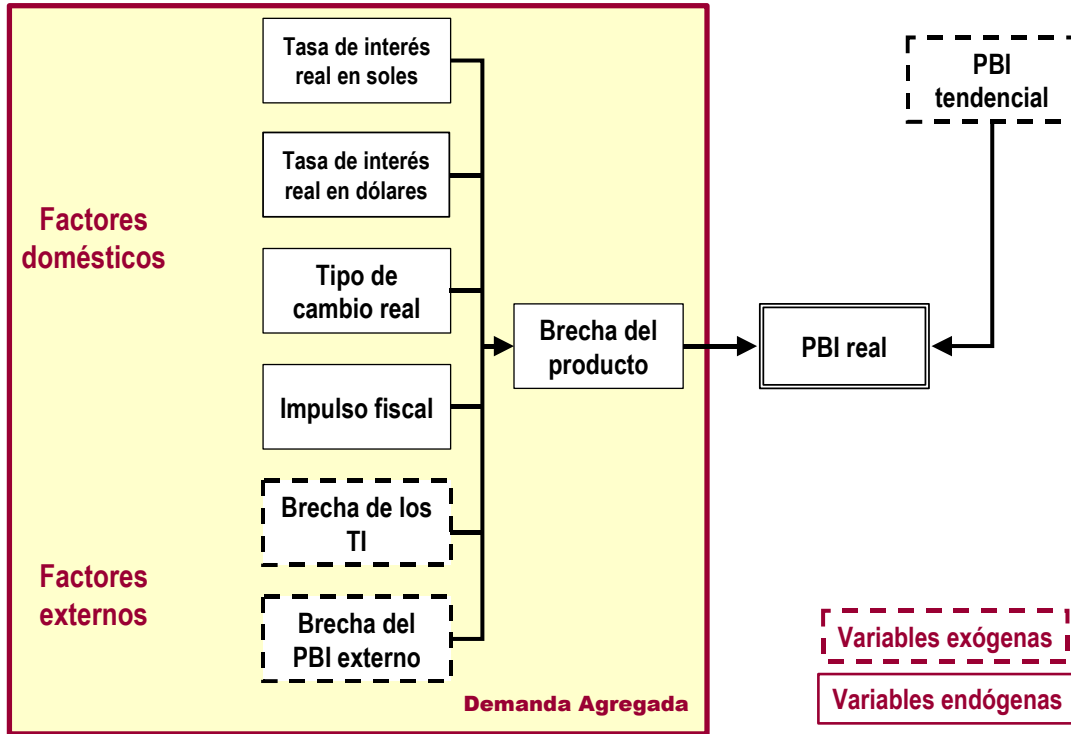 Tasa de interés
real en soles
PBI
tendencial
Tasa de interés
real en dólares
Factores
domésticos
Tipo de
cambio real
Brecha del
producto
PBI real
Impulso fiscal
Brecha de los
TI
Factores
externos
Brecha del
PBI externo
Variables exógenas
Demanda Agregada
Variables endógenas